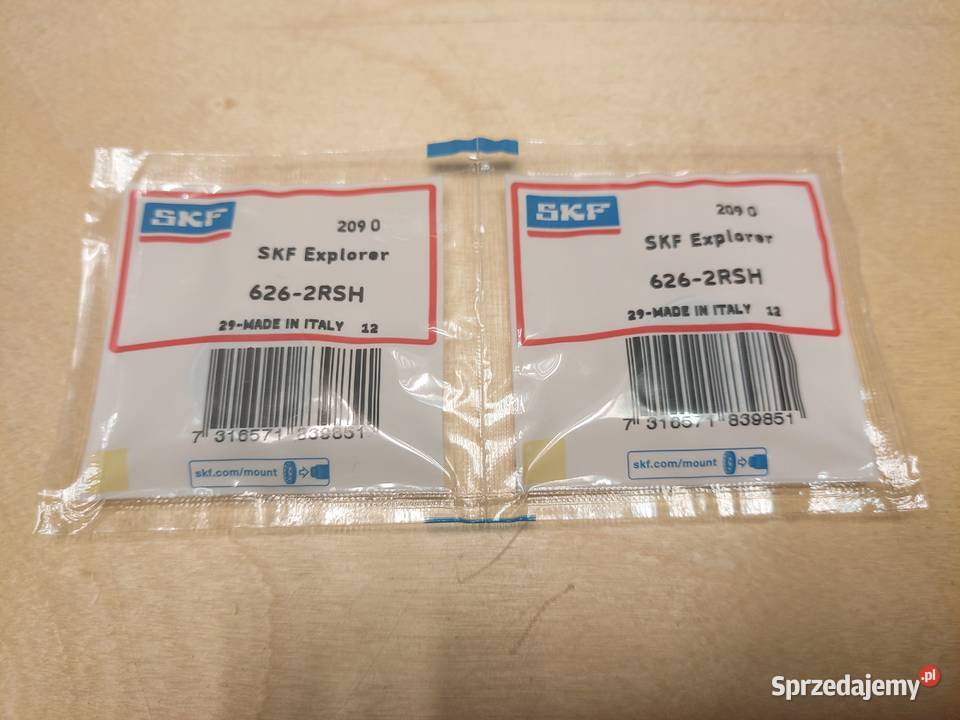 SKF
209 0
SKF Explorer
626-2RSH
29-MADE IN ITALY 12
7 316571 839851
skf.com/mount
SKF
209 0
SKF Explorer
626-2RSH
29-MADE IN ITALY 12
7 316571 839851
skf.com/mount
Sprzedajemy.pl